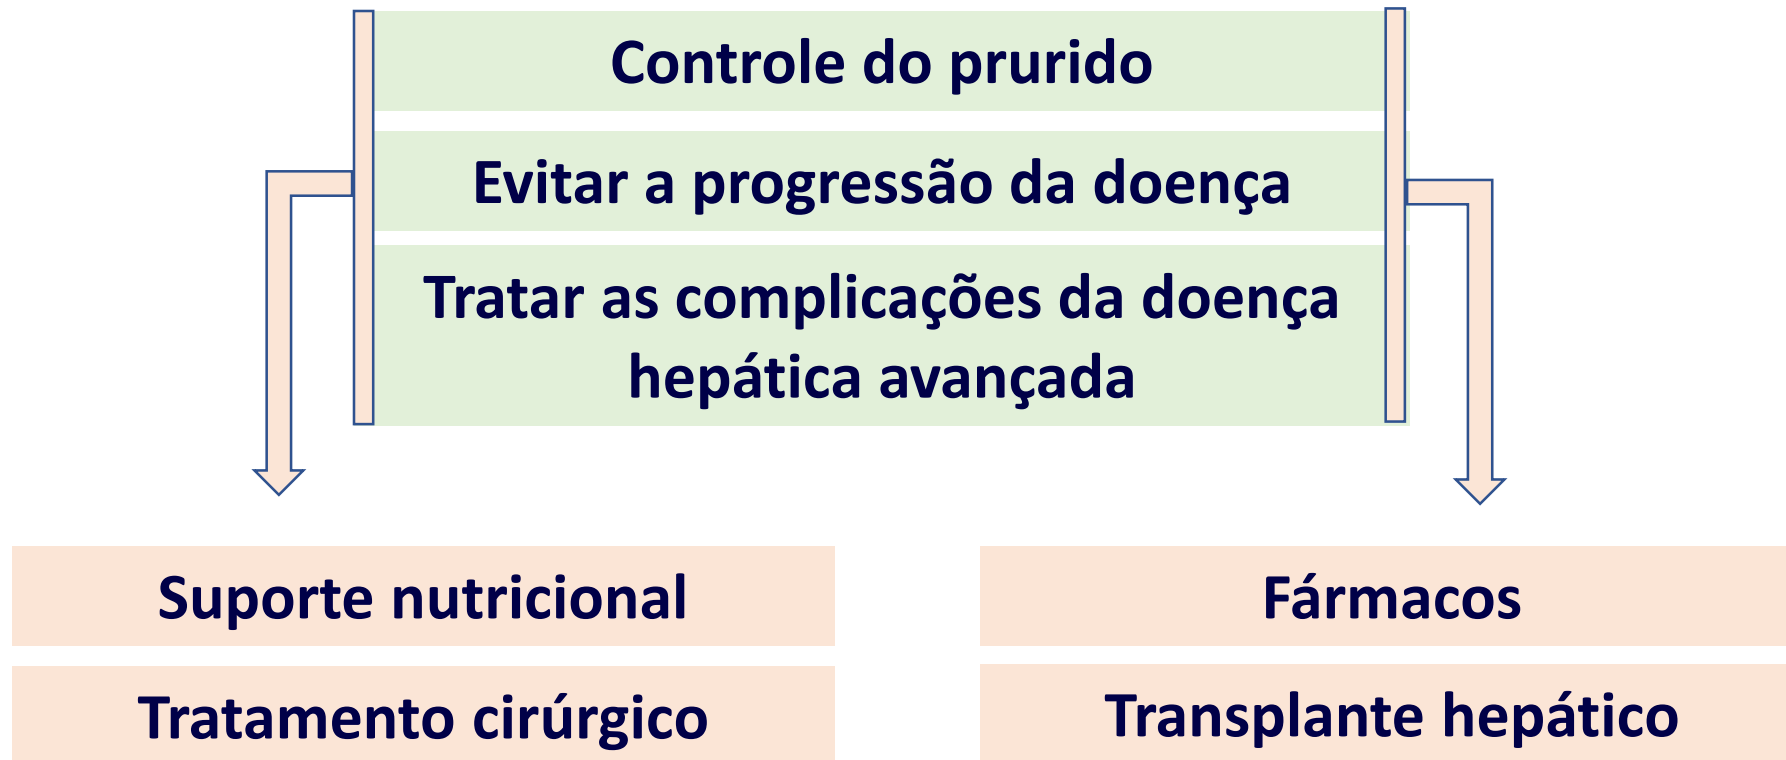 Controle do prurido
Evitar a progressão da doença
Tratar as complicações da doença
hepática avançada
Suporte nutricional
Fármacos
Tratamento cirúrgico
Transplante hepático